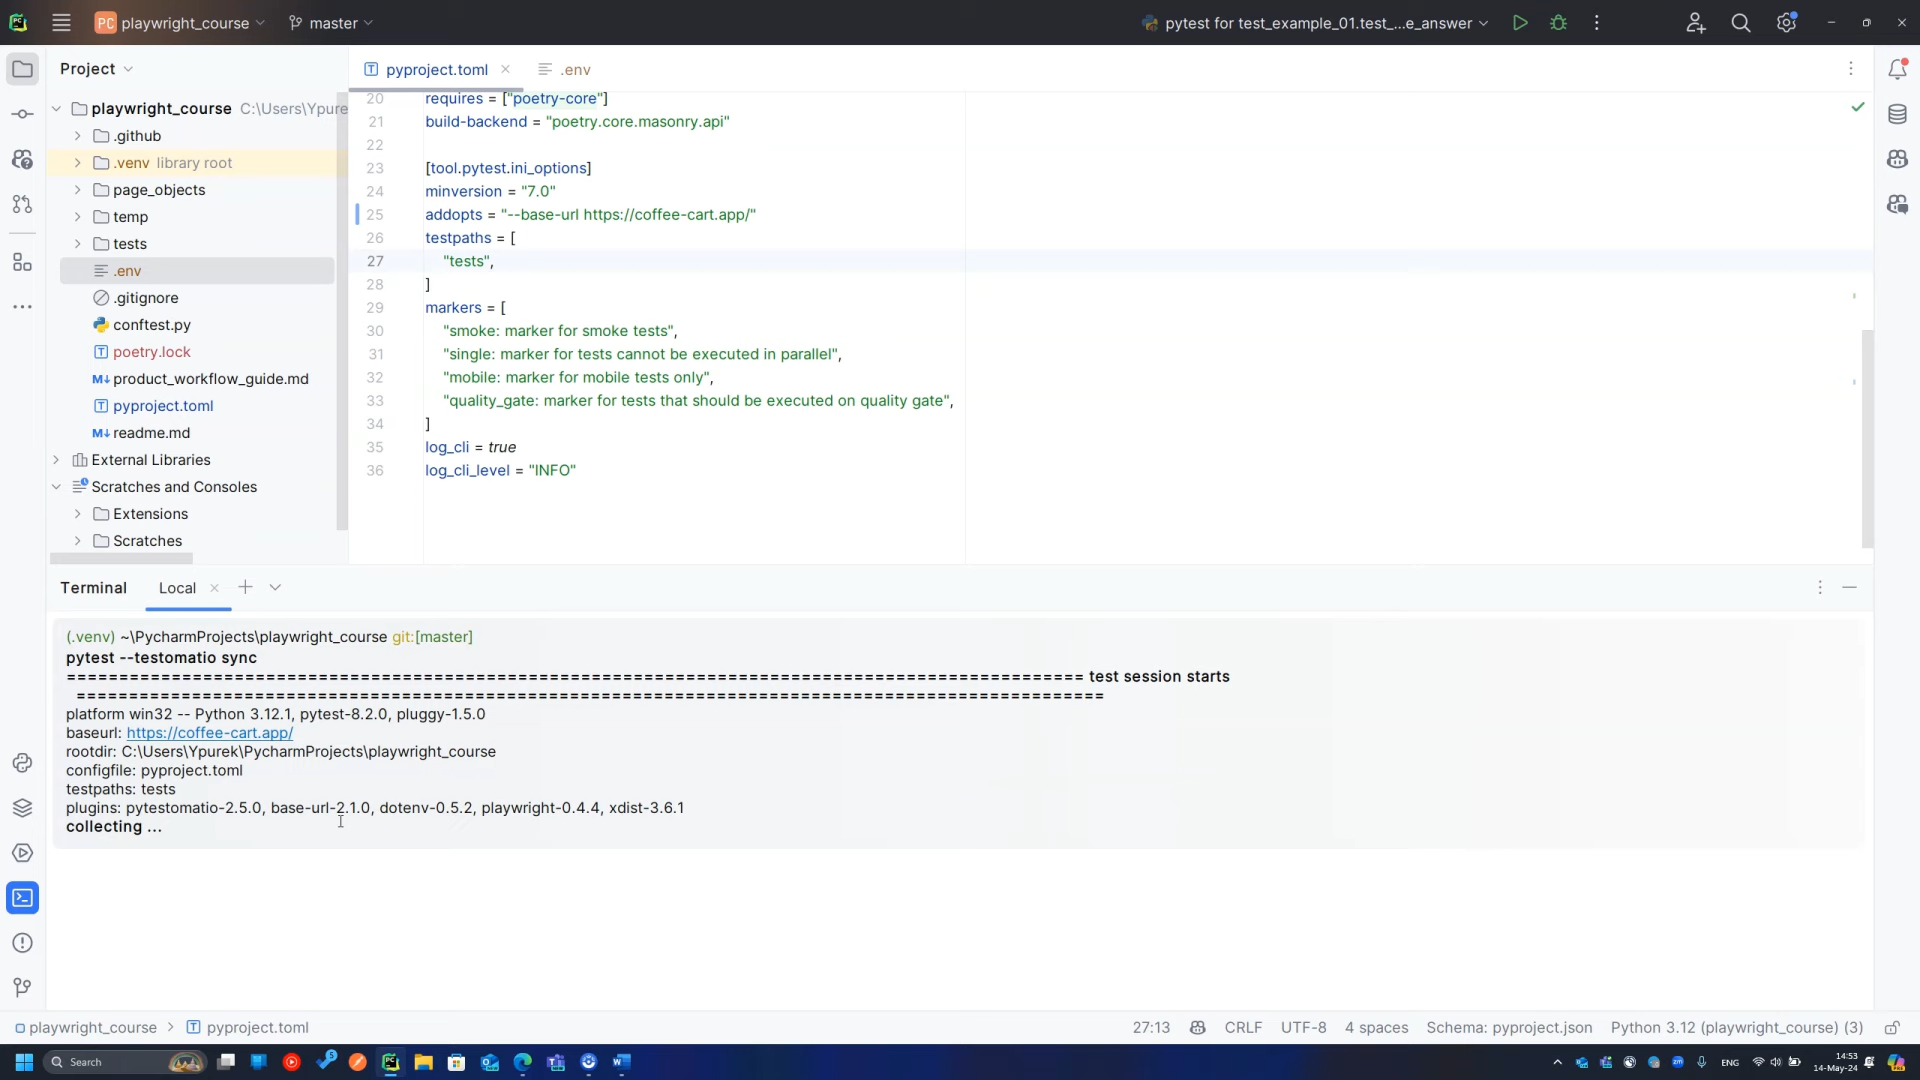 PC playwright_course
master
pytest for test_example_01.test_...e_answer
Project
playwright_course C:\Users\Ypure
.github
.venv library root
page_objects
temp
tests
.env
.gitignore
conftest.py
poetry.lock
M↓ product_workflow_guide.md
pyproject.toml
M↓ readme.md
External Libraries
Scratches and Consoles
Extensions
Scratches
pyproject.toml
.env
20 requires = ["poetry-core"]
21 build-backend = "poetry.core.masonry.api"
22
23 [tool.pytest.ini_options]
24 minversion = "7.0"
25 addopts = "--base-url https://coffee-cart.app/"
26 testpaths = [
27 "tests",
28 ]
29 markers = [
30 "smoke: marker for smoke tests",
31 "single: marker for tests cannot be executed in parallel",
32 "mobile: marker for mobile tests only",
33 "quality_gate: marker for tests that should be executed on quality gate",
34 ]
35 log_cli = true
36 log_cli_level = "INFO"
Terminal Local
(.venv) ~\PycharmProjects\playwright_course git:[master]
pytest --testomatio sync
test session starts
platform win32 -- Python 3.12.1, pytest-8.2.0, pluggy-1.5.0
baseurl: https://coffee-cart.app/
rootdir: C:\Users\Ypurek\PycharmProjects\playwright_course
configfile: pyproject.toml
testpaths: tests
plugins: pytestomatio-2.5.0, base-url-2.1.0, dotenv-0.5.2, playwright-0.4.4, xdist-3.6.1
collecting ...
playwright_course > pyproject.toml
27:13 CRLF UTF-8 4 spaces Schema: pyproject.json Python 3.12 (playwright_course) (3)
Search
ENG
14:53
14-May-24